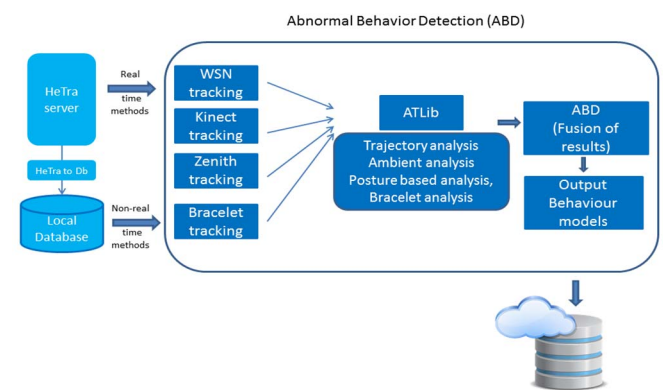 Abnormal Behavior Detection (ABD)
HeTra
server
Real
time
methods
HeTra to Db
Local
Database
Non-real
time
methods
WSN
tracking
Kinect
tracking
Zenith
tracking
Bracelet
tracking
ATLib
Trajectory analysis
Ambient analysis
Posture based analysis,
Bracelet analysis
ABD
(Fusion of
results)
Output
Behaviour
models